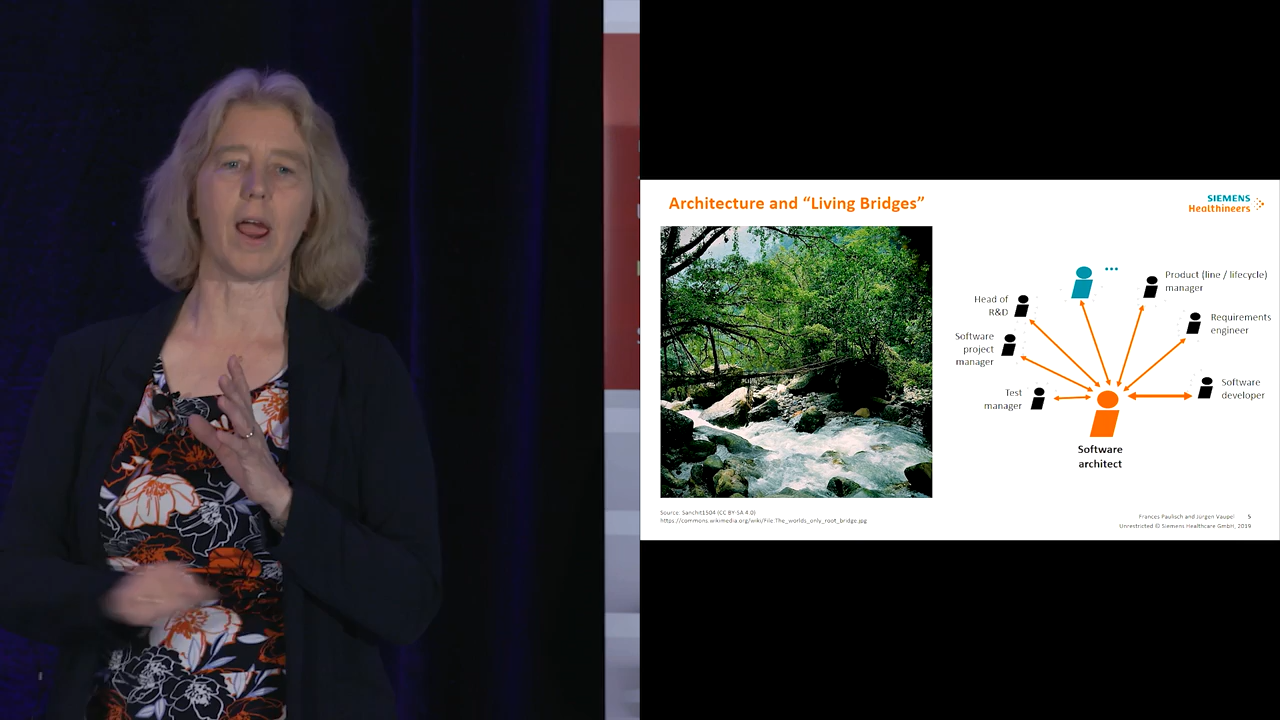 Architecture and “Living Bridges”
SIEMENS
Healthineers
Head of
R&D
...
Product (line / lifecycle)
manager
Software
project
manager
Requirements
engineer
Test
manager
Software
developer
Software
architect
Source: Sanchit1504 (CC BY-SA 4.0)
https://commons.wikimedia.org/wiki/File:The_worlds_only_root_bridge.jpg
Frances Paulisch and Jürgen Vaupel 5
Unrestricted © Siemens Healthcare GmbH, 2019